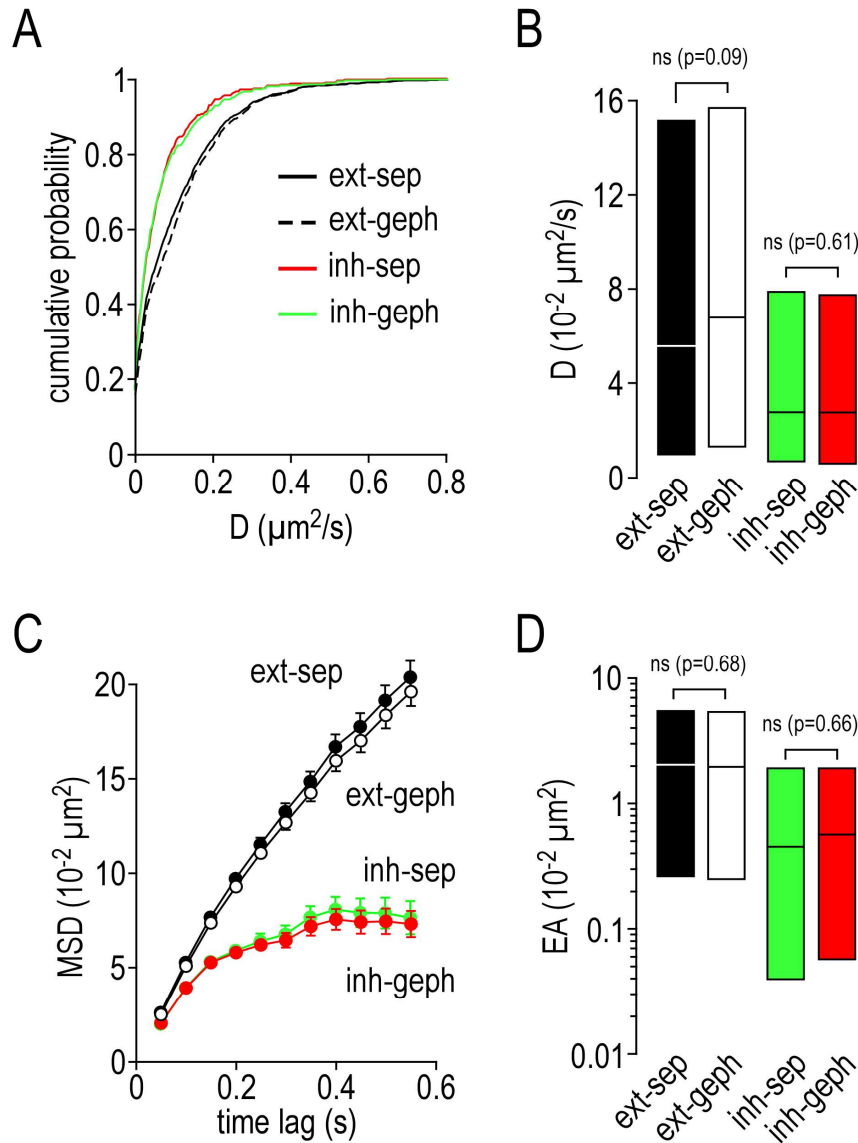 A
cumulative probability
1
0.8
0.6
0.4
0.2
0
0
0.2
0.4
0.6
0.8
D (µm²/s)
ext-sep
ext-geph
inh-sep
inh-geph
B
ns (p=0.09)
ns (p=0.61)
D (10⁻² µm²/s)
16
12
8
4
0
ext-sep
ext-geph
inh-sep
inh-geph
C
MSD (10⁻² µm²)
20
15
10
5
0
0
0.2
0.4
0.6
time lag (s)
ext-sep
ext-geph
inh-sep
inh-geph
D
ns (p=0.68)
ns (p=0.66)
EA (10⁻² µm²)
10
1
0.1
0.01
ext-sep
ext-geph
inh-sep
inh-geph